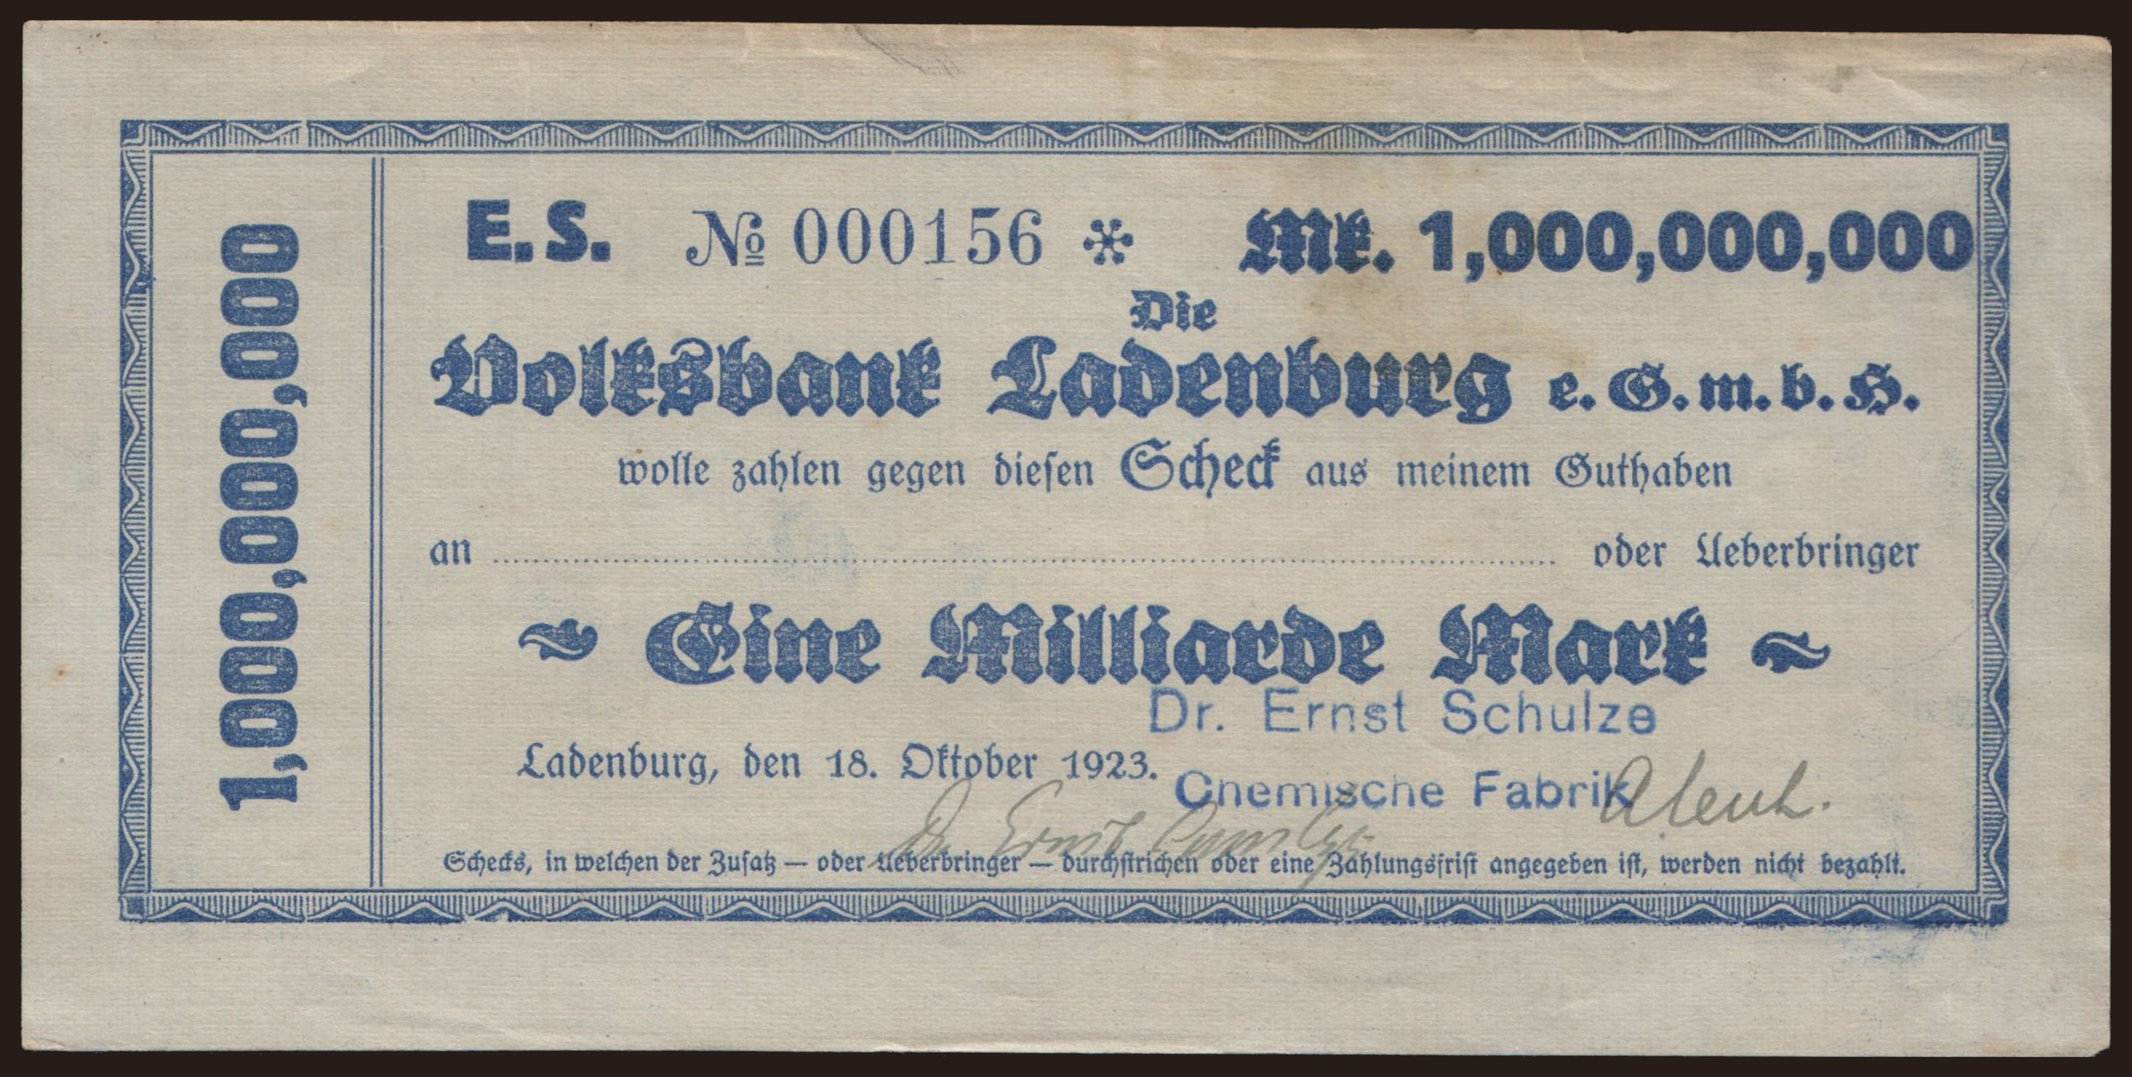 1,000,000,000
E. S. № 000156 * Mk. 1,000,000,000
Die
Volksbank Ladenburg e. G. m. b. H.
wolle zahlen gegen diesen Scheck aus meinem Guthaben
an ........ oder Ueberbringer
~ Eine Milliarde Mark ~
Dr. Ernst Schulze
Ladenburg, den 18. Oktober 1923.
Chemische Fabrik
Dr. Ernst
Schecks, in welchen der Zusatz — oder Ueberbringer — durchstrichen oder eine Zahlungsfrist angegeben ist, werden nicht bezahlt.